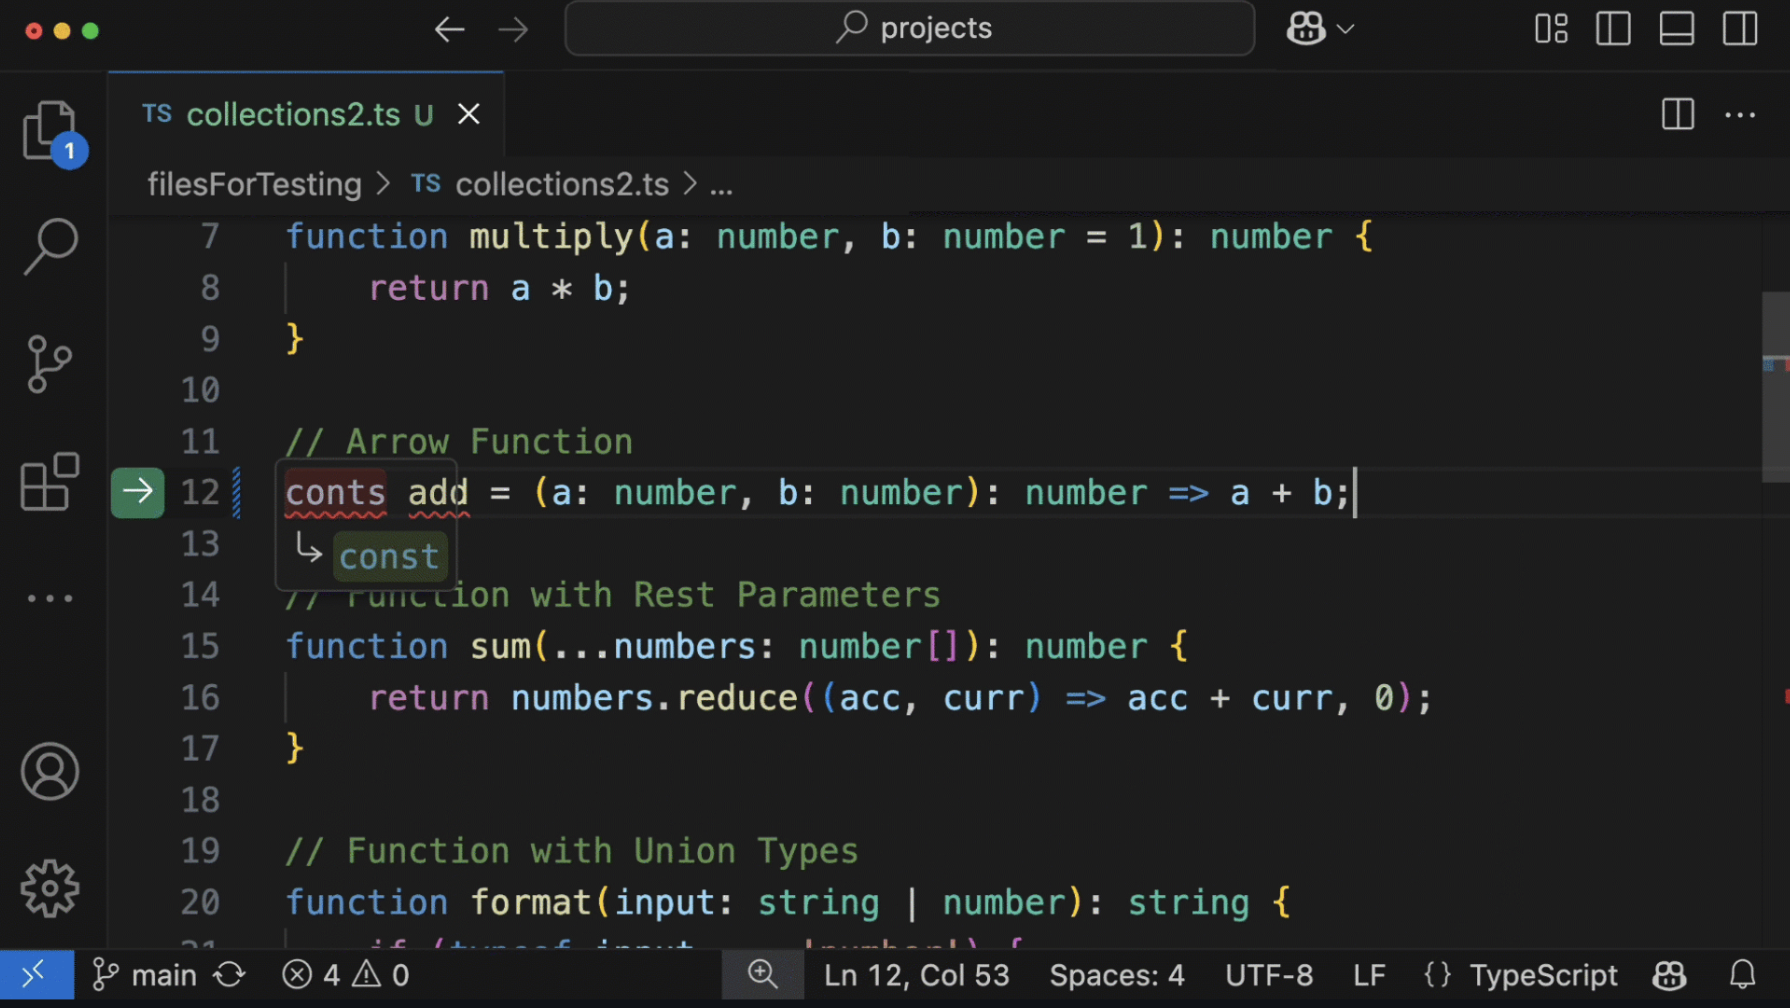 projects
TS collections2.ts U
1
filesForTesting > TS collections2.ts > ...
7 function multiply(a: number, b: number = 1): number {
8 return a * b;
9 }
10
11 // Arrow Function
12 conts add = (a: number, b: number): number => a + b;
13 const
14 // Function with Rest Parameters
15 function sum(...numbers: number[]): number {
16 return numbers.reduce((acc, curr) => acc + curr, 0);
17 }
18
19 // Function with Union Types
20 function format(input: string | number): string {
main 4 0 Ln 12, Col 53 Spaces: 4 UTF-8 LF {} TypeScript